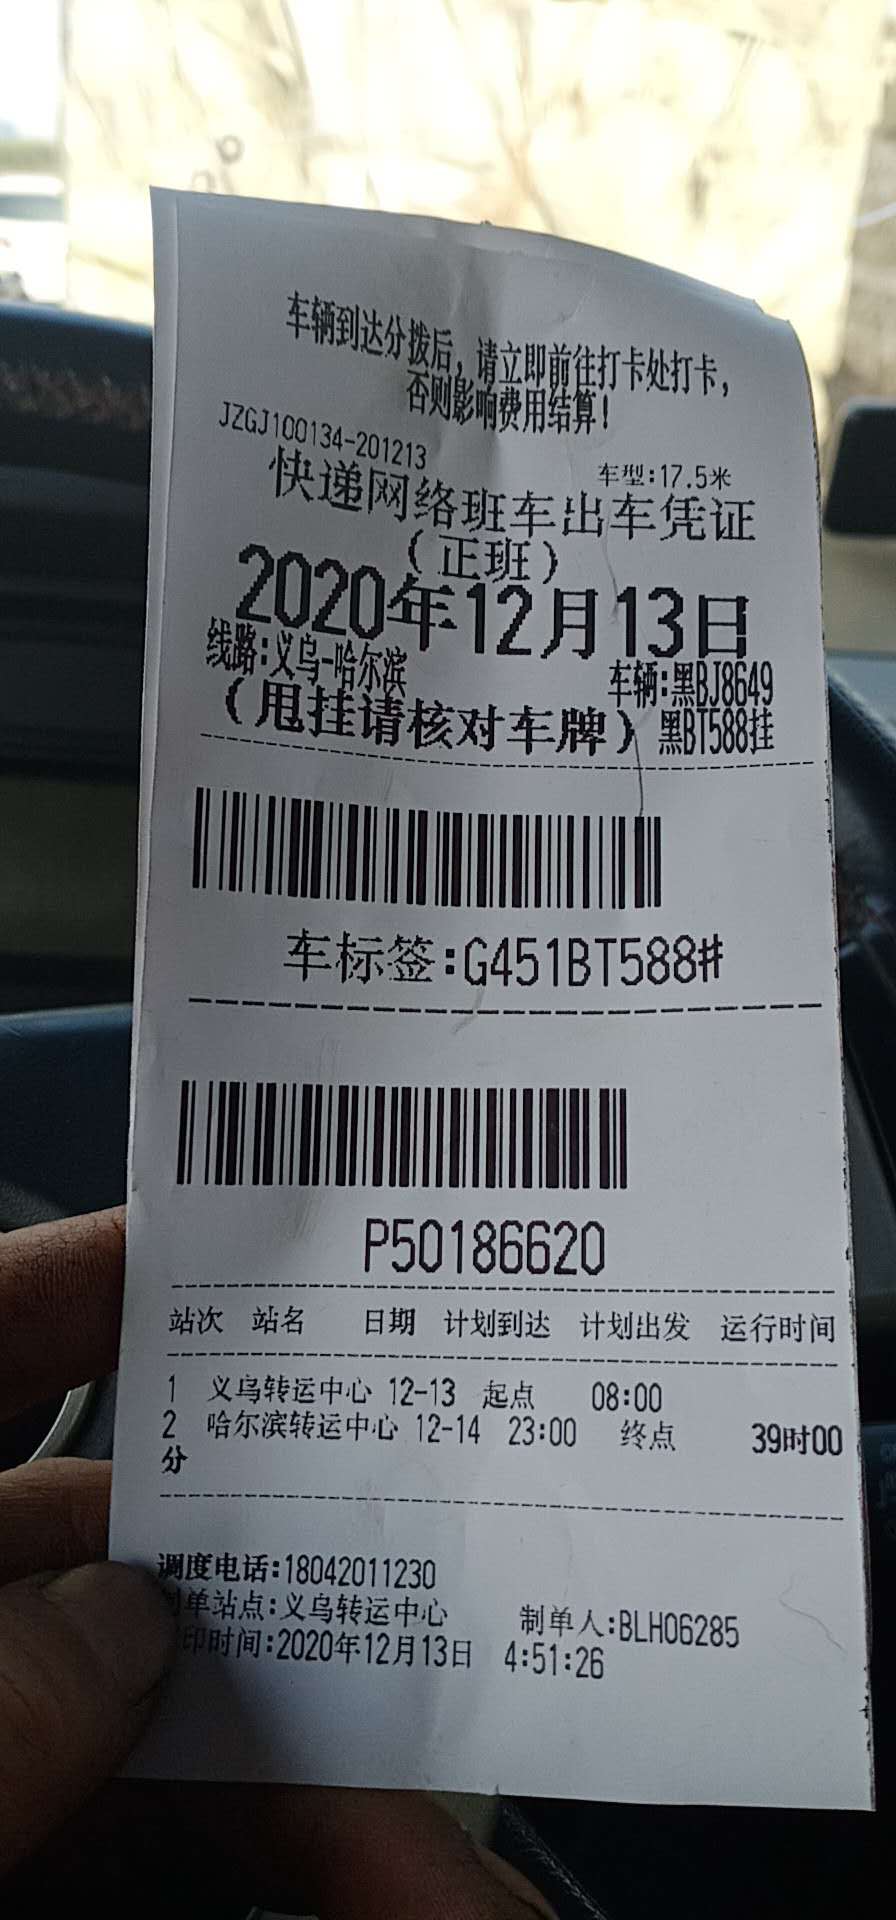 车辆到达分拨后，请立即前往打卡处打卡，
否则影响费用结算！
JZGJ100134-201213
车型:17.5米
快递网络班车出车凭证
（正班）
2020年12月13日
线路:义乌-哈尔滨 车辆:黑BJ8649
（甩挂请核对车牌） 黑BT588挂
车标签:G451BT588#
P50186620
站次 站名 日期 计划到达 计划出发 运行时间
1 义乌转运中心 12-13 起点 08:00
2 哈尔滨转运中心 12-14 23:00 终点 39时00
分
调度电话:18042011230
单站点:义乌转运中心 制单人:BLH06285
印时间:2020年12月13日 4:51:26